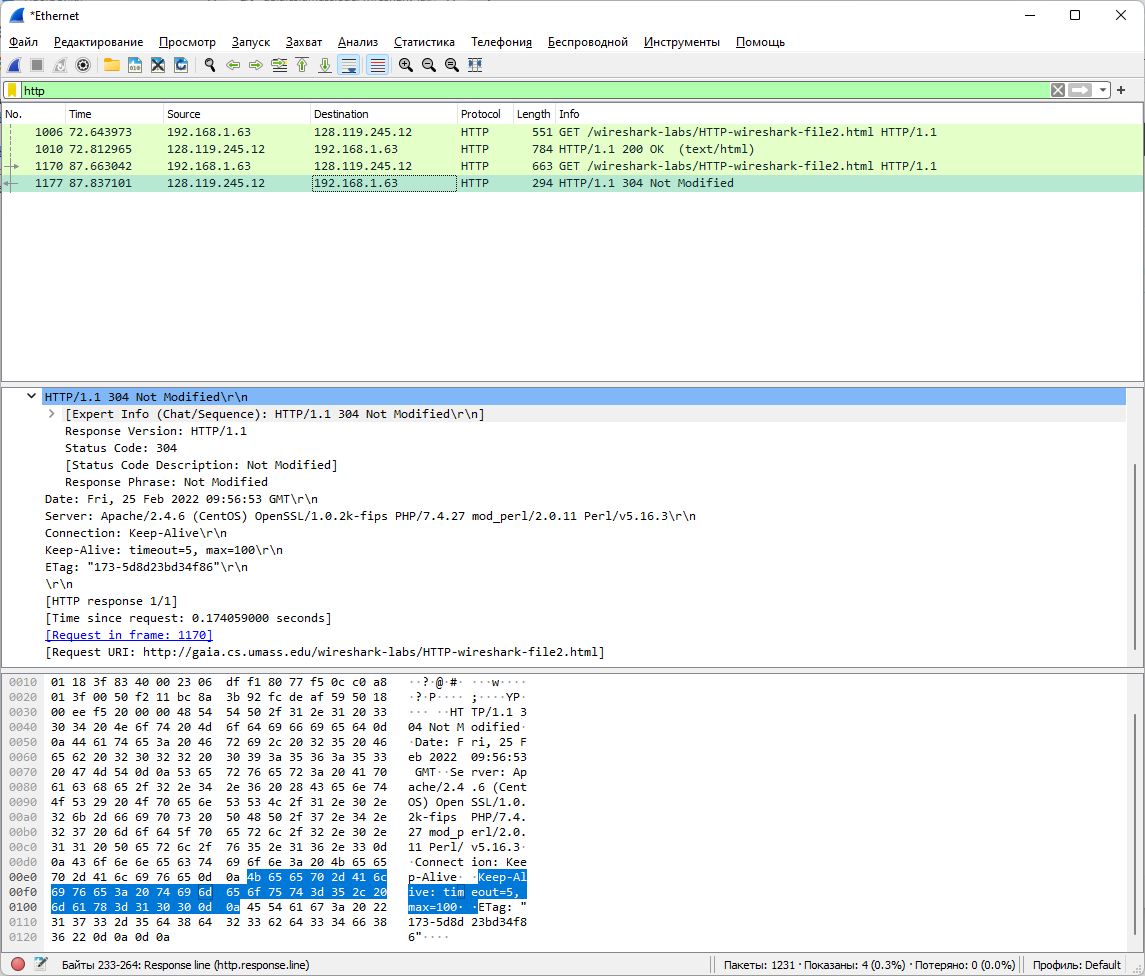 *Ethernet
Файл Редактирование Просмотр Запуск Захват Анализ Статистика Телефония Беспроводной Инструменты Помощь
http
No. Time Source Destination Protocol Length Info
1006 72.643973 192.168.1.63 128.119.245.12 HTTP 551 GET /wireshark-labs/HTTP-wireshark-file2.html HTTP/1.1
1010 72.812965 128.119.245.12 192.168.1.63 HTTP 784 HTTP/1.1 200 OK (text/html)
1170 87.663042 192.168.1.63 128.119.245.12 HTTP 663 GET /wireshark-labs/HTTP-wireshark-file2.html HTTP/1.1
1177 87.837101 128.119.245.12 192.168.1.63 HTTP 294 HTTP/1.1 304 Not Modified
HTTP/1.1 304 Not Modified\r\n
[Expert Info (Chat/Sequence): HTTP/1.1 304 Not Modified\r\n]
Response Version: HTTP/1.1
Status Code: 304
[Status Code Description: Not Modified]
Response Phrase: Not Modified
Date: Fri, 25 Feb 2022 09:56:53 GMT\r\n
Server: Apache/2.4.6 (CentOS) OpenSSL/1.0.2k-fips PHP/7.4.27 mod_perl/2.0.11 Perl/v5.16.3\r\n
Connection: Keep-Alive\r\n
Keep-Alive: timeout=5, max=100\r\n
ETag: "173-5d8d23bd34f86"\r\n
\r\n
[HTTP response 1/1]
[Time since request: 0.174059000 seconds]
[Request in frame: 1170]
[Request URI: http://gaia.cs.umass.edu/wireshark-labs/HTTP-wireshark-file2.html]
0010 01 18 3f 83 40 00 23 06 df f1 80 77 f5 0c c0 a8 ··?·@·#· ···w····
0020 01 3f 00 50 f2 11 bc 8a 3b 92 fc de af 59 50 18 ·?·P···· ;····YP·
0030 00 ee f5 20 00 00 48 54 54 50 2f 31 2e 31 20 33 ··· ··HT TP/1.1 3
0040 30 34 20 4e 6f 74 20 4d 6f 64 69 66 69 65 64 0d 04 Not M odified·
0050 0a 44 61 74 65 3a 20 46 72 69 2c 20 32 35 20 46 ·Date: F ri, 25 F
0060 65 62 20 32 30 32 32 20 30 39 3a 35 36 3a 35 33 eb 2022 09:56:53
0070 20 47 4d 54 0d 0a 53 65 72 76 65 72 3a 20 41 70 GMT··Se rver: Ap
0080 61 63 68 65 2f 32 2e 34 2e 36 20 28 43 65 6e 74 ache/2.4 .6 (Cent
0090 4f 53 29 20 4f 70 65 6e 53 53 4c 2f 31 2e 30 2e OS) Open SSL/1.0.
00a0 32 6b 2d 66 69 70 73 20 50 48 50 2f 37 2e 34 2e 2k-fips PHP/7.4.
00b0 32 37 20 6d 6f 64 5f 70 65 72 6c 2f 32 2e 30 2e 27 mod_p erl/2.0.
00c0 31 31 20 50 65 72 6c 2f 76 35 2e 31 36 2e 33 0d 11 Perl/ v5.16.3·
00d0 0a 43 6f 6e 6e 65 63 74 69 6f 6e 3a 20 4b 65 65 ·Connect ion: Kee
00e0 70 2d 41 6c 69 76 65 0d 0a 4b 65 65 70 2d 41 6c p-Alive· ·Keep-Al
00f0 69 76 65 3a 20 74 69 6d 65 6f 75 74 3d 35 2c 20 ive: tim eout=5,
0100 6d 61 78 3d 31 30 30 0d 0a 45 54 61 67 3a 20 22 max=100· ·ETag: "
0110 31 37 33 2d 35 64 38 64 32 33 62 64 33 34 66 38 173-5d8d 23bd34f8
0120 36 22 0d 0a 0d 0a 6"····
Байты 233-264: Response line (http.response.line) Пакеты: 1231 · Показаны: 4 (0.3%) · Потеряно: 0 (0.0%) Профиль: Default